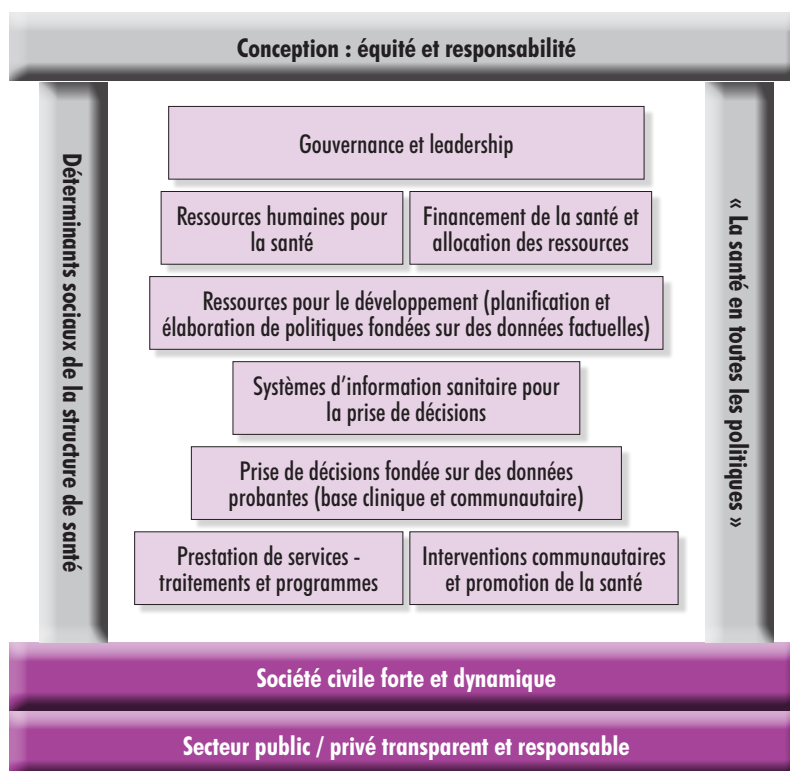 Conception : équité et responsabilité
Déterminants sociaux de la structure de santé
Gouvernance et leadership
Ressources humaines pour
la santé
Financement de la santé et
allocation des ressources
Ressources pour le développement (planification et
élaboration de politiques fondées sur des données factuelles)
Systèmes d'information sanitaire pour
la prise de décisions
Prise de décisions fondée sur des données
probantes (base clinique et communautaire)
Prestation de services -
traitements et programmes
Interventions communautaires
et promotion de la santé
« La santé en toutes les politiques »
Société civile forte et dynamique
Secteur public / privé transparent et responsable